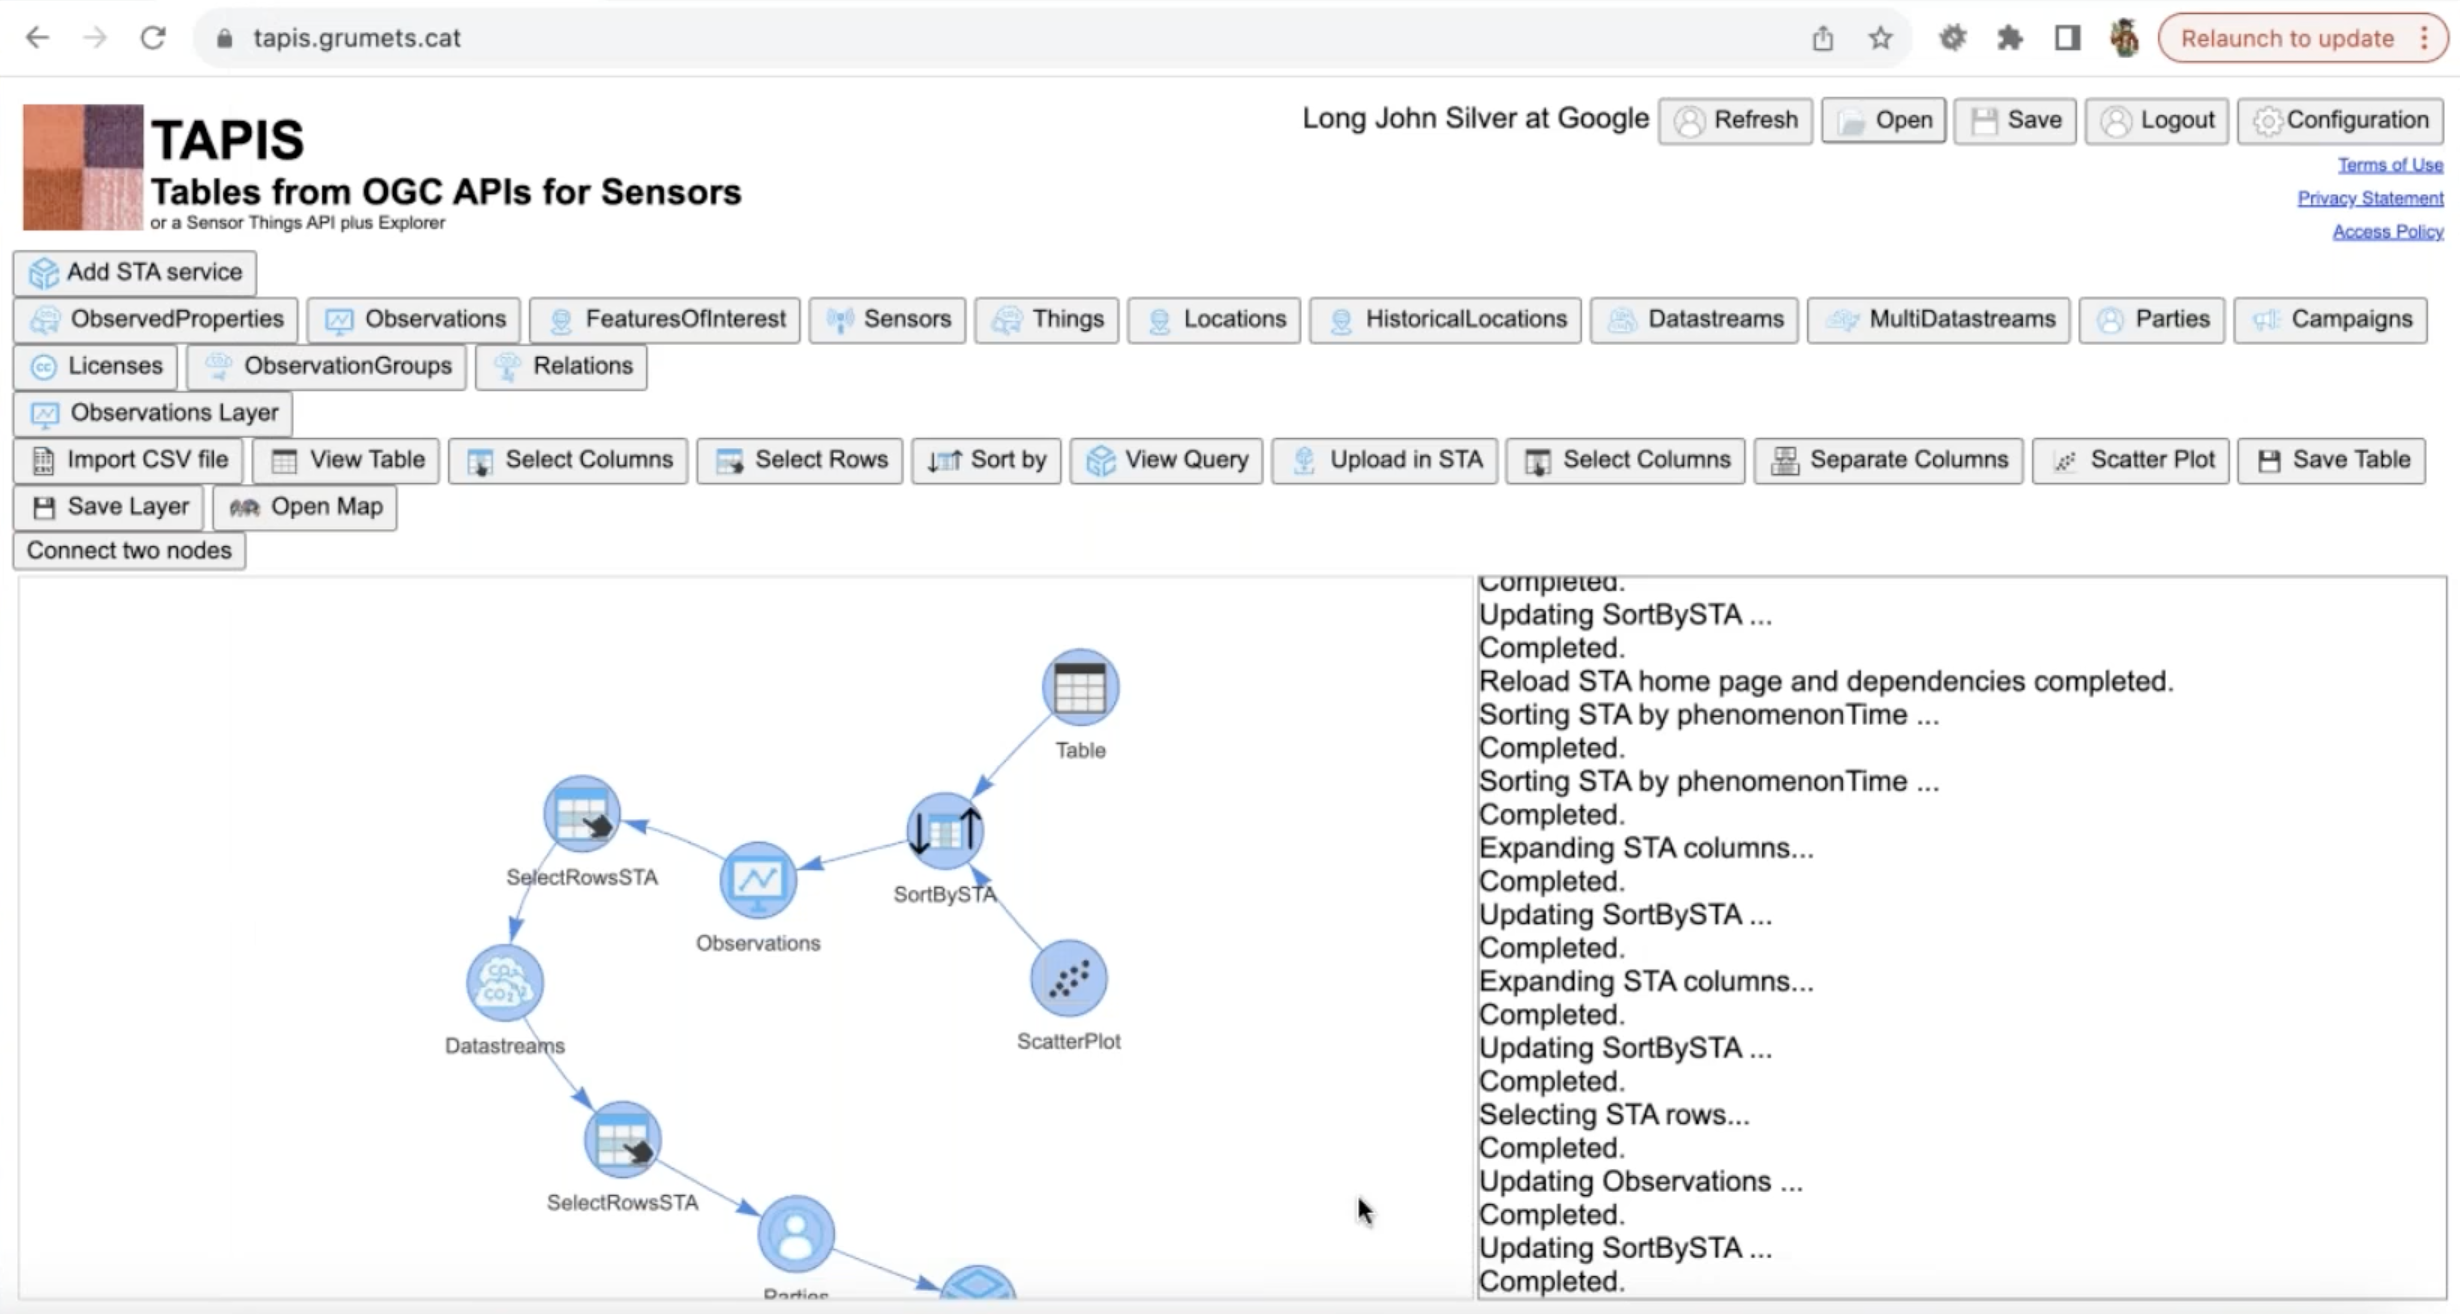 tapis.grumets.cat
Relaunch to update
TAPIS
Tables from OGC APIs for Sensors
or a Sensor Things API plus Explorer
Long John Silver at Google Refresh Open Save Logout Configuration
Terms of Use
Privacy Statement
Access Policy
Add STA service
ObservedProperties Observations FeaturesOfInterest Sensors Things Locations HistoricalLocations Datastreams MultiDatastreams Parties Campaigns
Licenses ObservationGroups Relations
Observations Layer
Import CSV file View Table Select Columns Select Rows Sort by View Query Upload in STA Select Columns Separate Columns Scatter Plot Save Table
Save Layer Open Map
Connect two nodes
Table
SelectRowsSTA
SortBySTA
Observations
ScatterPlot
CO2
CO2
Datastreams
SelectRowsSTA
Parties
Completed.
Updating SortBySTA ...
Completed.
Reload STA home page and dependencies completed.
Sorting STA by phenomenonTime ...
Completed.
Sorting STA by phenomenonTime ...
Completed.
Expanding STA columns...
Completed.
Updating SortBySTA ...
Completed.
Expanding STA columns...
Completed.
Updating SortBySTA ...
Completed.
Selecting STA rows...
Completed.
Updating Observations ...
Completed.
Updating SortBySTA ...
Completed.